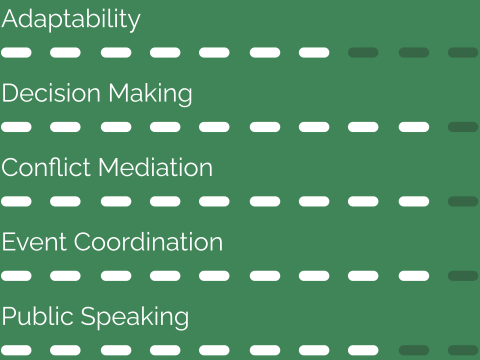 Adaptability
Decision Making
Conflict Mediation
Event Coordination
Public Speaking